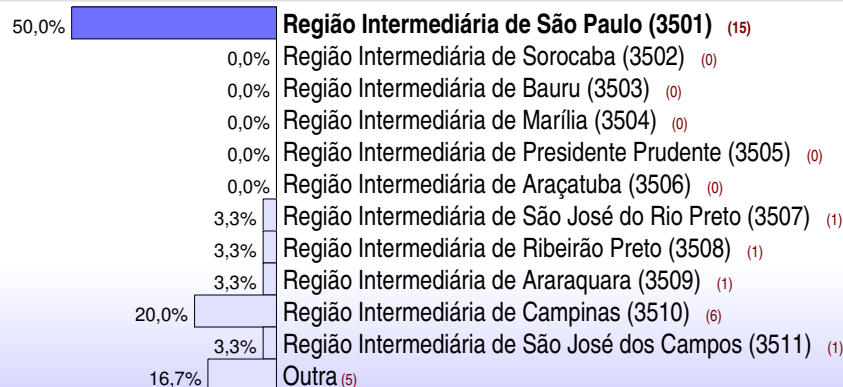 50,0% Região Intermediária de São Paulo (3501) (15)
0,0% Região Intermediária de Sorocaba (3502) (0)
0,0% Região Intermediária de Bauru (3503) (0)
0,0% Região Intermediária de Marília (3504) (0)
0,0% Região Intermediária de Presidente Prudente (3505) (0)
0,0% Região Intermediária de Araçatuba (3506) (0)
3,3% Região Intermediária de São José do Rio Preto (3507) (1)
3,3% Região Intermediária de Ribeirão Preto (3508) (1)
3,3% Região Intermediária de Araraquara (3509) (1)
20,0% Região Intermediária de Campinas (3510) (6)
3,3% Região Intermediária de São José dos Campos (3511) (1)
16,7% Outra (5)